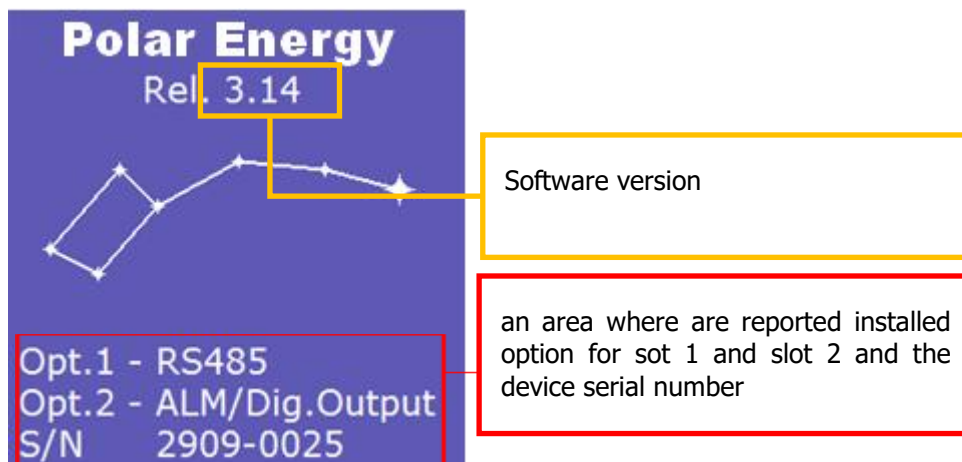 Polar Energy
Rel. 3.14
Software version
an area where are reported installed
option for sot 1 and slot 2 and the
device serial number
Opt.1 - RS485
Opt.2 - ALM/Dig.Output
S/N 2909-0025